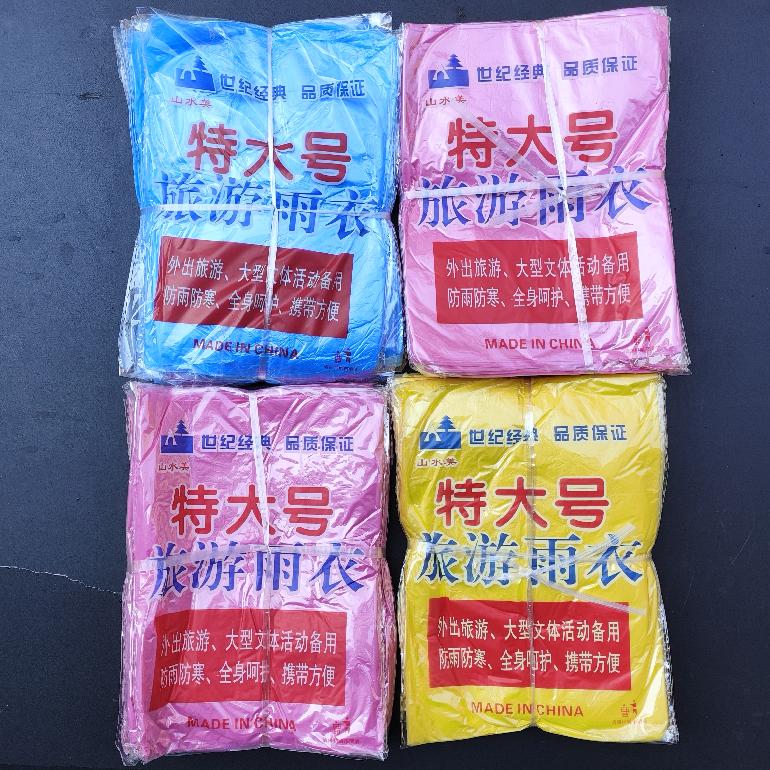 世纪经典 品质保证
山水美
特大号
旅游雨衣
外出旅游、大型文体活动备用
防雨防寒、全身呵护、携带方便
MADE IN CHINA
世纪经典 品质保证
山水美
特大号
旅游雨衣
外出旅游、大型文体活动备用
防雨防寒、全身呵护、携带方便
MADE IN CHINA
世纪经典 品质保证
山水美
特大号
旅游雨衣
外出旅游、大型文体活动备用
防雨防寒、全身呵护、携带方便
MADE IN CHINA
世纪经典 品质保证
山水美
特大号
旅游雨衣
外出旅游、大型文体活动备用
防雨防寒、全身呵护、携带方便
MADE IN CHINA